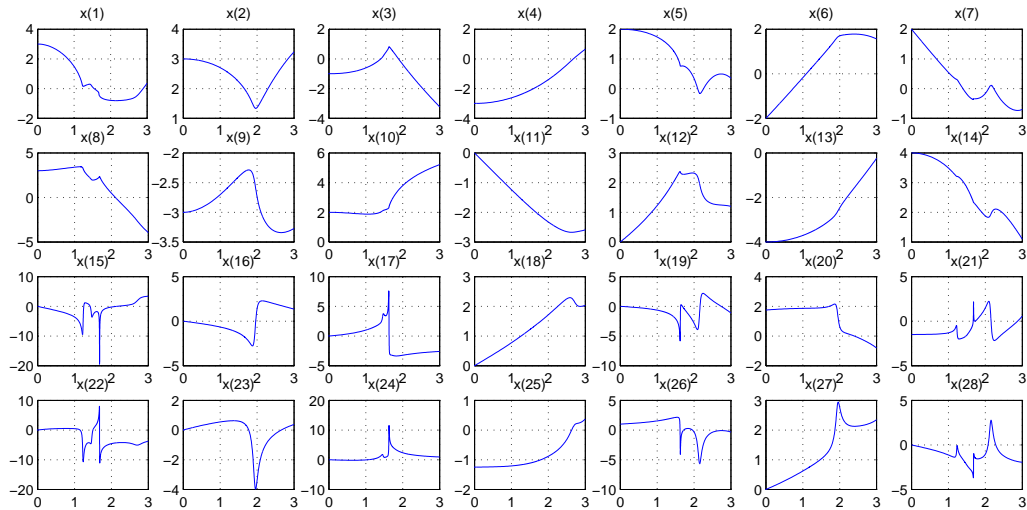 x(1) x(2) x(3) x(4) x(5) x(6) x(7)
4 4 2 2 2 2 2
2 3 0 0 1 0 1
0 2 −2 −2 0 0
−2 1 −4 −4 −1 −2 −1
0 1 2 3 0 1 2 3 0 1 2 3 0 1 2 3 0 1 2 3 0 1 2 3 0 1 2 3
x(8) x(9) x(10) x(11) x(12) x(13) x(14)
5 −2 6 0 3 0 4
−2.5 4 −1 2 3
0 −3 2 −2 1 −2 2
−5 −3.5 0 −3 0 −4 1
0 1 2 3 0 1 2 3 0 1 2 3 0 1 2 3 0 1 2 3 0 1 2 3 0 1 2 3
x(15) x(16) x(17) x(18) x(19) x(20) x(21)
10 5 10 3 5 4 5
0 5 2 0 2
−10 0 0 1 −5 0 0
−20 −5 −5 0 −10 −2 −5
0 1 2 3 0 1 2 3 0 1 2 3 0 1 2 3 0 1 2 3 0 1 2 3 0 1 2 3
x(22) x(23) x(24) x(25) x(26) x(27) x(28)
10 2 20 2 5 3 5
0 0 10 1 0 2
−10 −2 0 0 −5 1 0
−20 −4 −10 −1 −10 0 −5
0 1 2 3 0 1 2 3 0 1 2 3 0 1 2 3 0 1 2 3 0 1 2 3 0 1 2 3